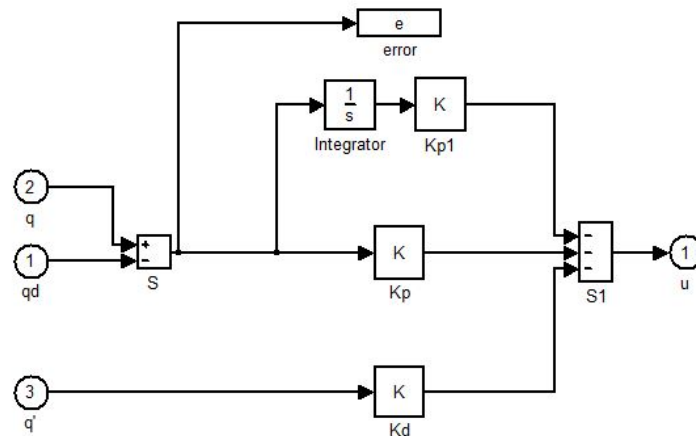 e
error
1
s
Integrator
K
Kp1
2
q
+
−
S
1
qd
K
Kp
−
−
−
S1
1
u
3
q'
K
Kd